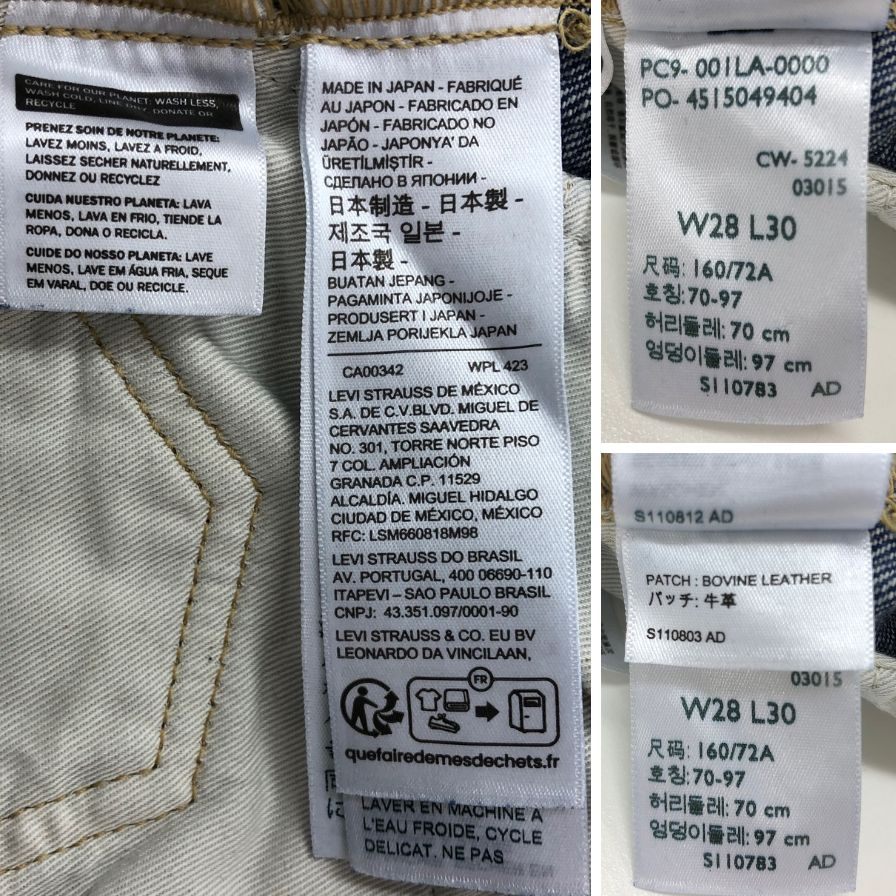 CARE FOR OUR PLANET: WASH LESS,
WASH COLD, LINE DRY, DONATE OR
RECYCLE
PRENEZ SOIN DE NOTRE PLANETE:
LAVEZ MOINS, LAVEZ A FROID,
LAISSEZ SECHER NATURELLEMENT,
DONNEZ OU RECYCLEZ
CUIDA NUESTRO PLANETA: LAVA
MENOS, LAVA EN FRIO, TIENDE LA
ROPA, DONA O RECICLA.
CUIDE DO NOSSO PLANETA: LAVE
MENOS, LAVE EM ÁGUA FRIA, SEQUE
EM VARAL, DOE OU RECICLE.
MADE IN JAPAN - FABRIQUÉ
AU JAPON - FABRICADO EN
JAPÓN - FABRICADO NO
JAPÃO - JAPONYA' DA
ÜRETİLMİŞTİR -
СДЕЛАНО В ЯПОНИИ -
日本制造 - 日本製 -
제조국 일본 -
日本製 -
BUATAN JEPANG -
PAGAMINTA JAPONIJOJE -
PRODUSERT I JAPAN -
ZEMLJA PORIJEKLA JAPAN
CA00342 WPL 423
LEVI STRAUSS DE MÉXICO
S.A. DE C.V.BLVD. MIGUEL DE
CERVANTES SAAVEDRA
NO. 301, TORRE NORTE PISO
7 COL. AMPLIACIÓN
GRANADA C.P. 11529
ALCALDÍA. MIGUEL HIDALGO
CIUDAD DE MÉXICO, MÉXICO
RFC: LSM660818M98
LEVI STRAUSS DO BRASIL
AV. PORTUGAL, 400 06690-110
ITAPEVI – SAO PAULO BRASIL
CNPJ: 43.351.097/0001-90
LEVI STRAUSS & CO. EU BV
LEONARDO DA VINCILAAN,
FR
quefairedemesdechets.fr
LAVER EN MACHINE À
L'EAU FROIDE, CYCLE
DELICAT. NE PAS
PC9- 001LA-0000
PO- 4515049404
CW- 5224
03015
W28 L30
尺码: 160/72A
호칭: 70-97
허리둘레: 70 cm
엉덩이둘레: 97 cm
S110783 AD
S110812 AD
PATCH : BOVINE LEATHER
パッチ: 牛革
S110803 AD
03015
W28 L30
尺码: 160/72A
호칭: 70-97
허리둘레: 70 cm
엉덩이둘레: 97 cm
S110783 AD